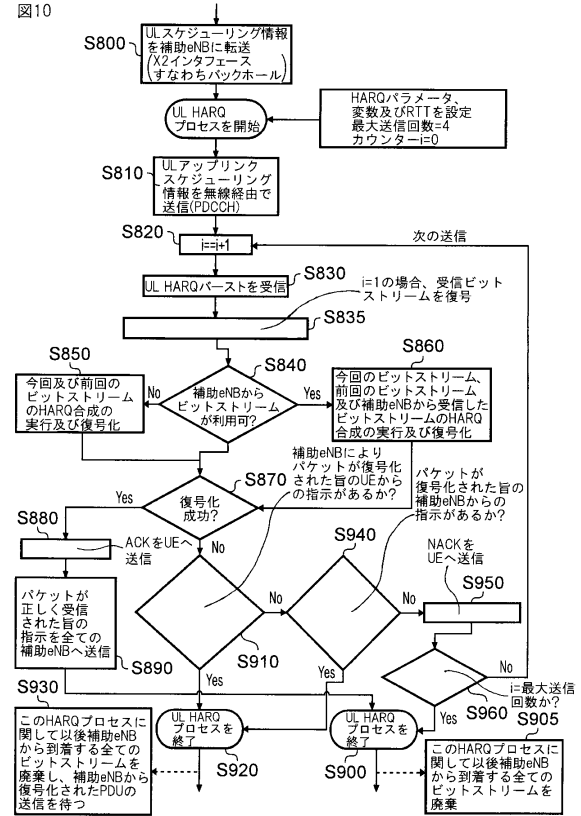 図10
S800
ULスケジューリング情報
を補助eNBに転送
(X2インタフェース
すなわちバックホール)
UL HARQ
プロセスを開始
HARQパラメータ、
変数及びRTTを設定
最大送信回数=4
カウンターi=0
S810
ULアップリンク
スケジューリング
情報を無線経由で
送信(PDCCH)
S820
i==i+1
次の送信
UL HARQバーストを受信
S830
i=1の場合、受信ビット
ストリームを復号
S835
S850
今回及び前回の
ビットストリーム
のHARQ合成の
実行及び復号化
No
S840
補助eNBから
ビットストリーム
が利用可?
Yes
S860
今回のビットストリーム、
前回のビットストリーム
及び補助eNBから受信した
ビットストリームのHARQ
合成の実行及び復号化
補助eNBにより
パケットが復号化
された旨のUEから
の指示があるか?
パケットが
復号化された旨の
補助eNBからの
指示があるか?
S870
復号化
成功?
Yes
No
S880
ACKをUEへ
送信
パケットが
正しく受信
された旨の
指示を全ての
補助eNBへ送信
S890
S910
No
Yes
S940
No
Yes
NACKを
UEへ送信
S950
S960
i=最大送信
回数か?
No
Yes
S930
このHARQプロセスに
関して以後補助eNB
から到着する全ての
ビットストリームを
廃棄し、補助eNBから
復号化されたPDUの
送信を待つ
UL HARQ
プロセスを
終了
S920
UL HARQ
プロセスを
終了
S900
S905
このHARQプロセスに
関して以後補助eNB
から到着する全ての
ビットストリームを
廃棄